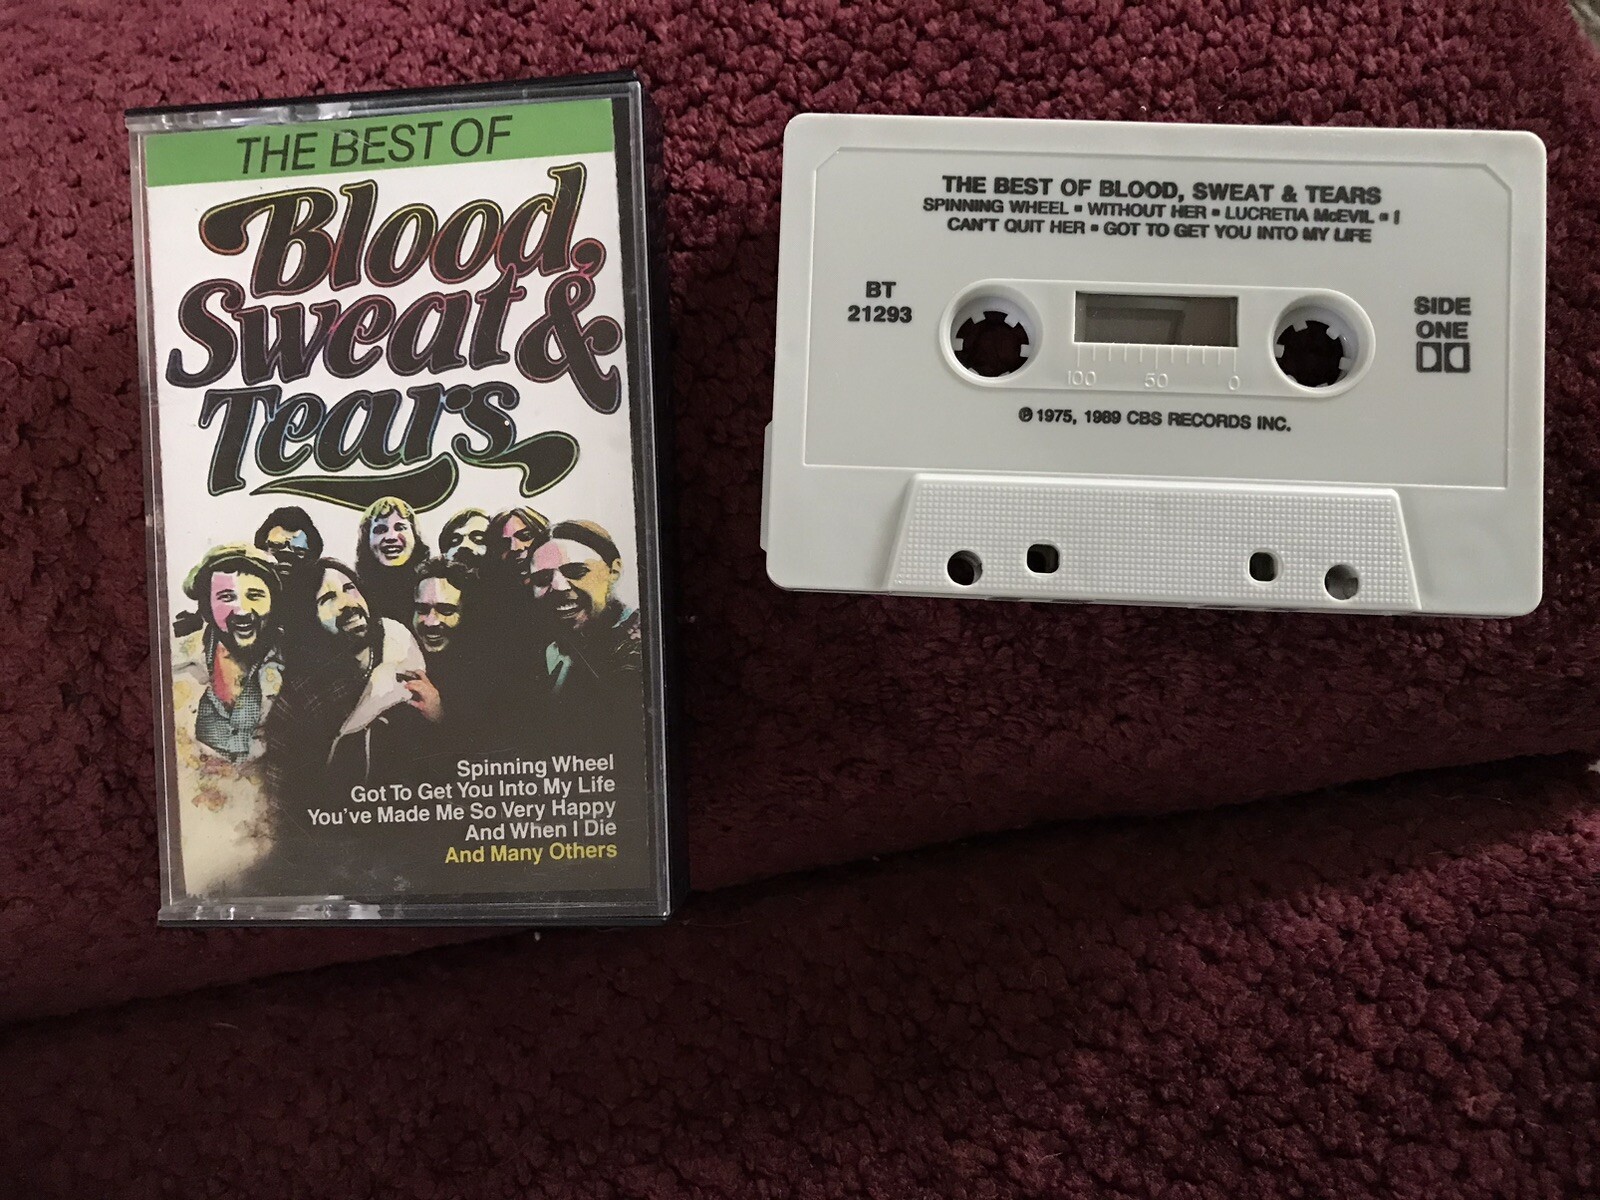 THE BEST OF
Blood,
Sweat &
Tears
Spinning Wheel
Got To Get You Into My Life
You've Made Me So Very Happy
And When I Die
And Many Others
THE BEST OF BLOOD, SWEAT & TEARS
SPINNING WHEEL ▪ WITHOUT HER ▪ LUCRETIA McEVIL ▪ I
CAN'T QUIT HER ▪ GOT TO GET YOU INTO MY LIFE
BT
21293
SIDE
ONE
100 50 0
℗ 1975, 1989 CBS RECORDS INC.